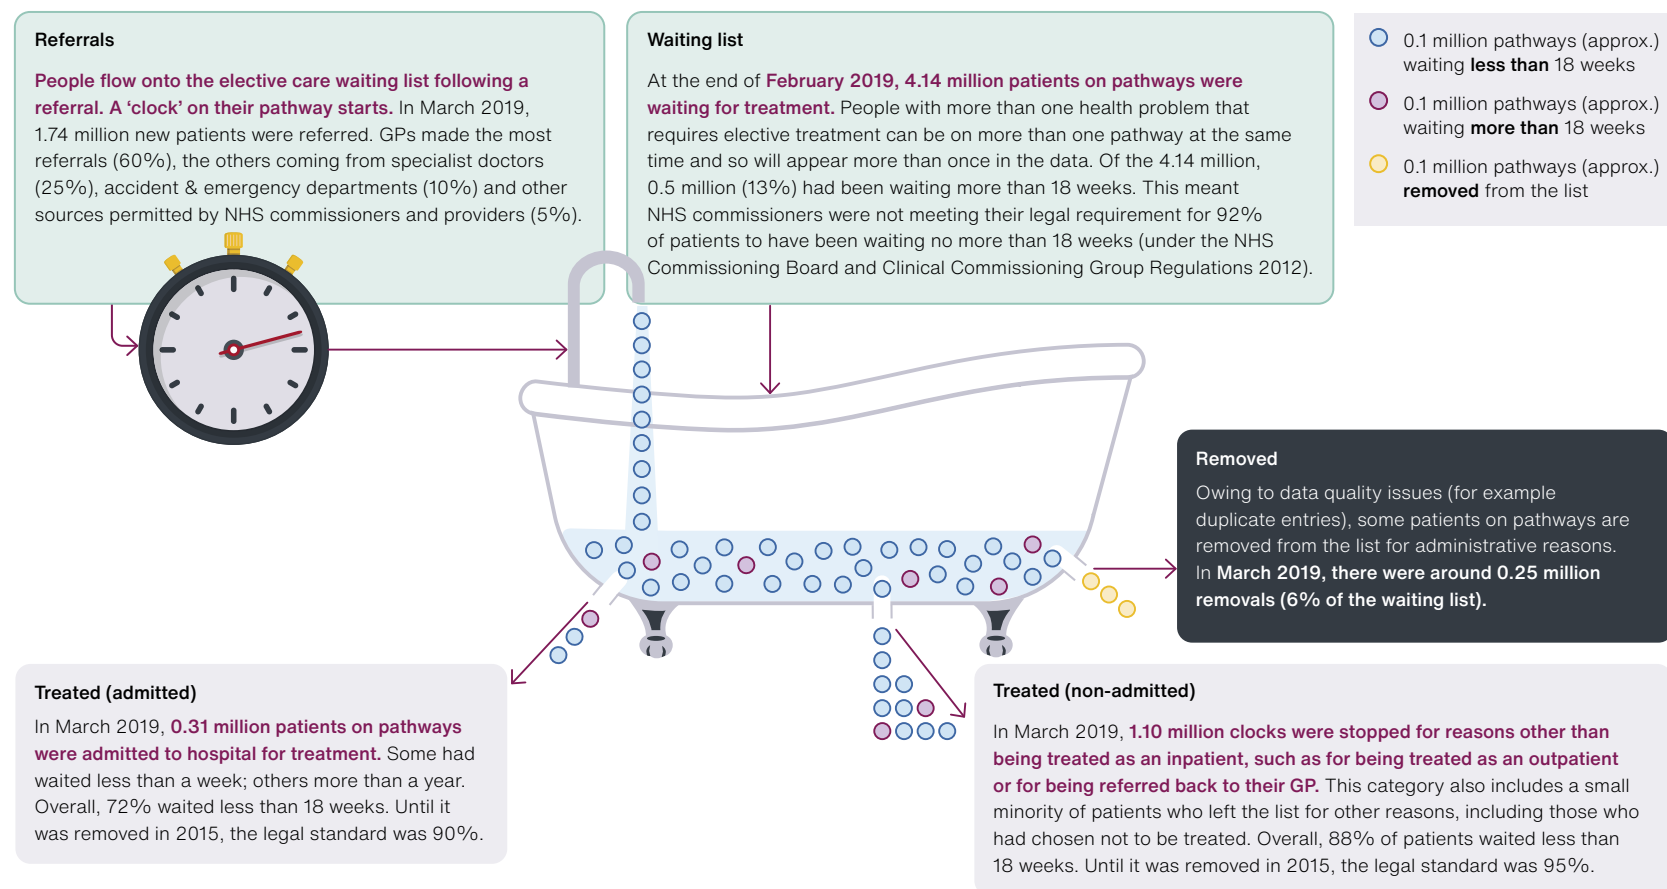 Referrals
People flow onto the elective care waiting list following a
referral. A ‘clock’ on their pathway starts. In March 2019,
1.74 million new patients were referred. GPs made the most
referrals (60%), the others coming from specialist doctors
(25%), accident & emergency departments (10%) and other
sources permitted by NHS commissioners and providers (5%).
Waiting list
At the end of February 2019, 4.14 million patients on pathways were
waiting for treatment. People with more than one health problem that
requires elective treatment can be on more than one pathway at the same
time and so will appear more than once in the data. Of the 4.14 million,
0.5 million (13%) had been waiting more than 18 weeks. This meant
NHS commissioners were not meeting their legal requirement for 92%
of patients to have been waiting no more than 18 weeks (under the NHS
Commissioning Board and Clinical Commissioning Group Regulations 2012).
0.1 million pathways (approx.)
waiting less than 18 weeks
0.1 million pathways (approx.)
waiting more than 18 weeks
0.1 million pathways (approx.)
removed from the list
Removed
Owing to data quality issues (for example
duplicate entries), some patients on pathways are
removed from the list for administrative reasons.
In March 2019, there were around 0.25 million
removals (6% of the waiting list).
Treated (admitted)
In March 2019, 0.31 million patients on pathways
were admitted to hospital for treatment. Some had
waited less than a week; others more than a year.
Overall, 72% waited less than 18 weeks. Until it
was removed in 2015, the legal standard was 90%.
Treated (non-admitted)
In March 2019, 1.10 million clocks were stopped for reasons other than
being treated as an inpatient, such as for being treated as an outpatient
or for being referred back to their GP. This category also includes a small
minority of patients who left the list for other reasons, including those who
had chosen not to be treated. Overall, 88% of patients waited less than
18 weeks. Until it was removed in 2015, the legal standard was 95%.